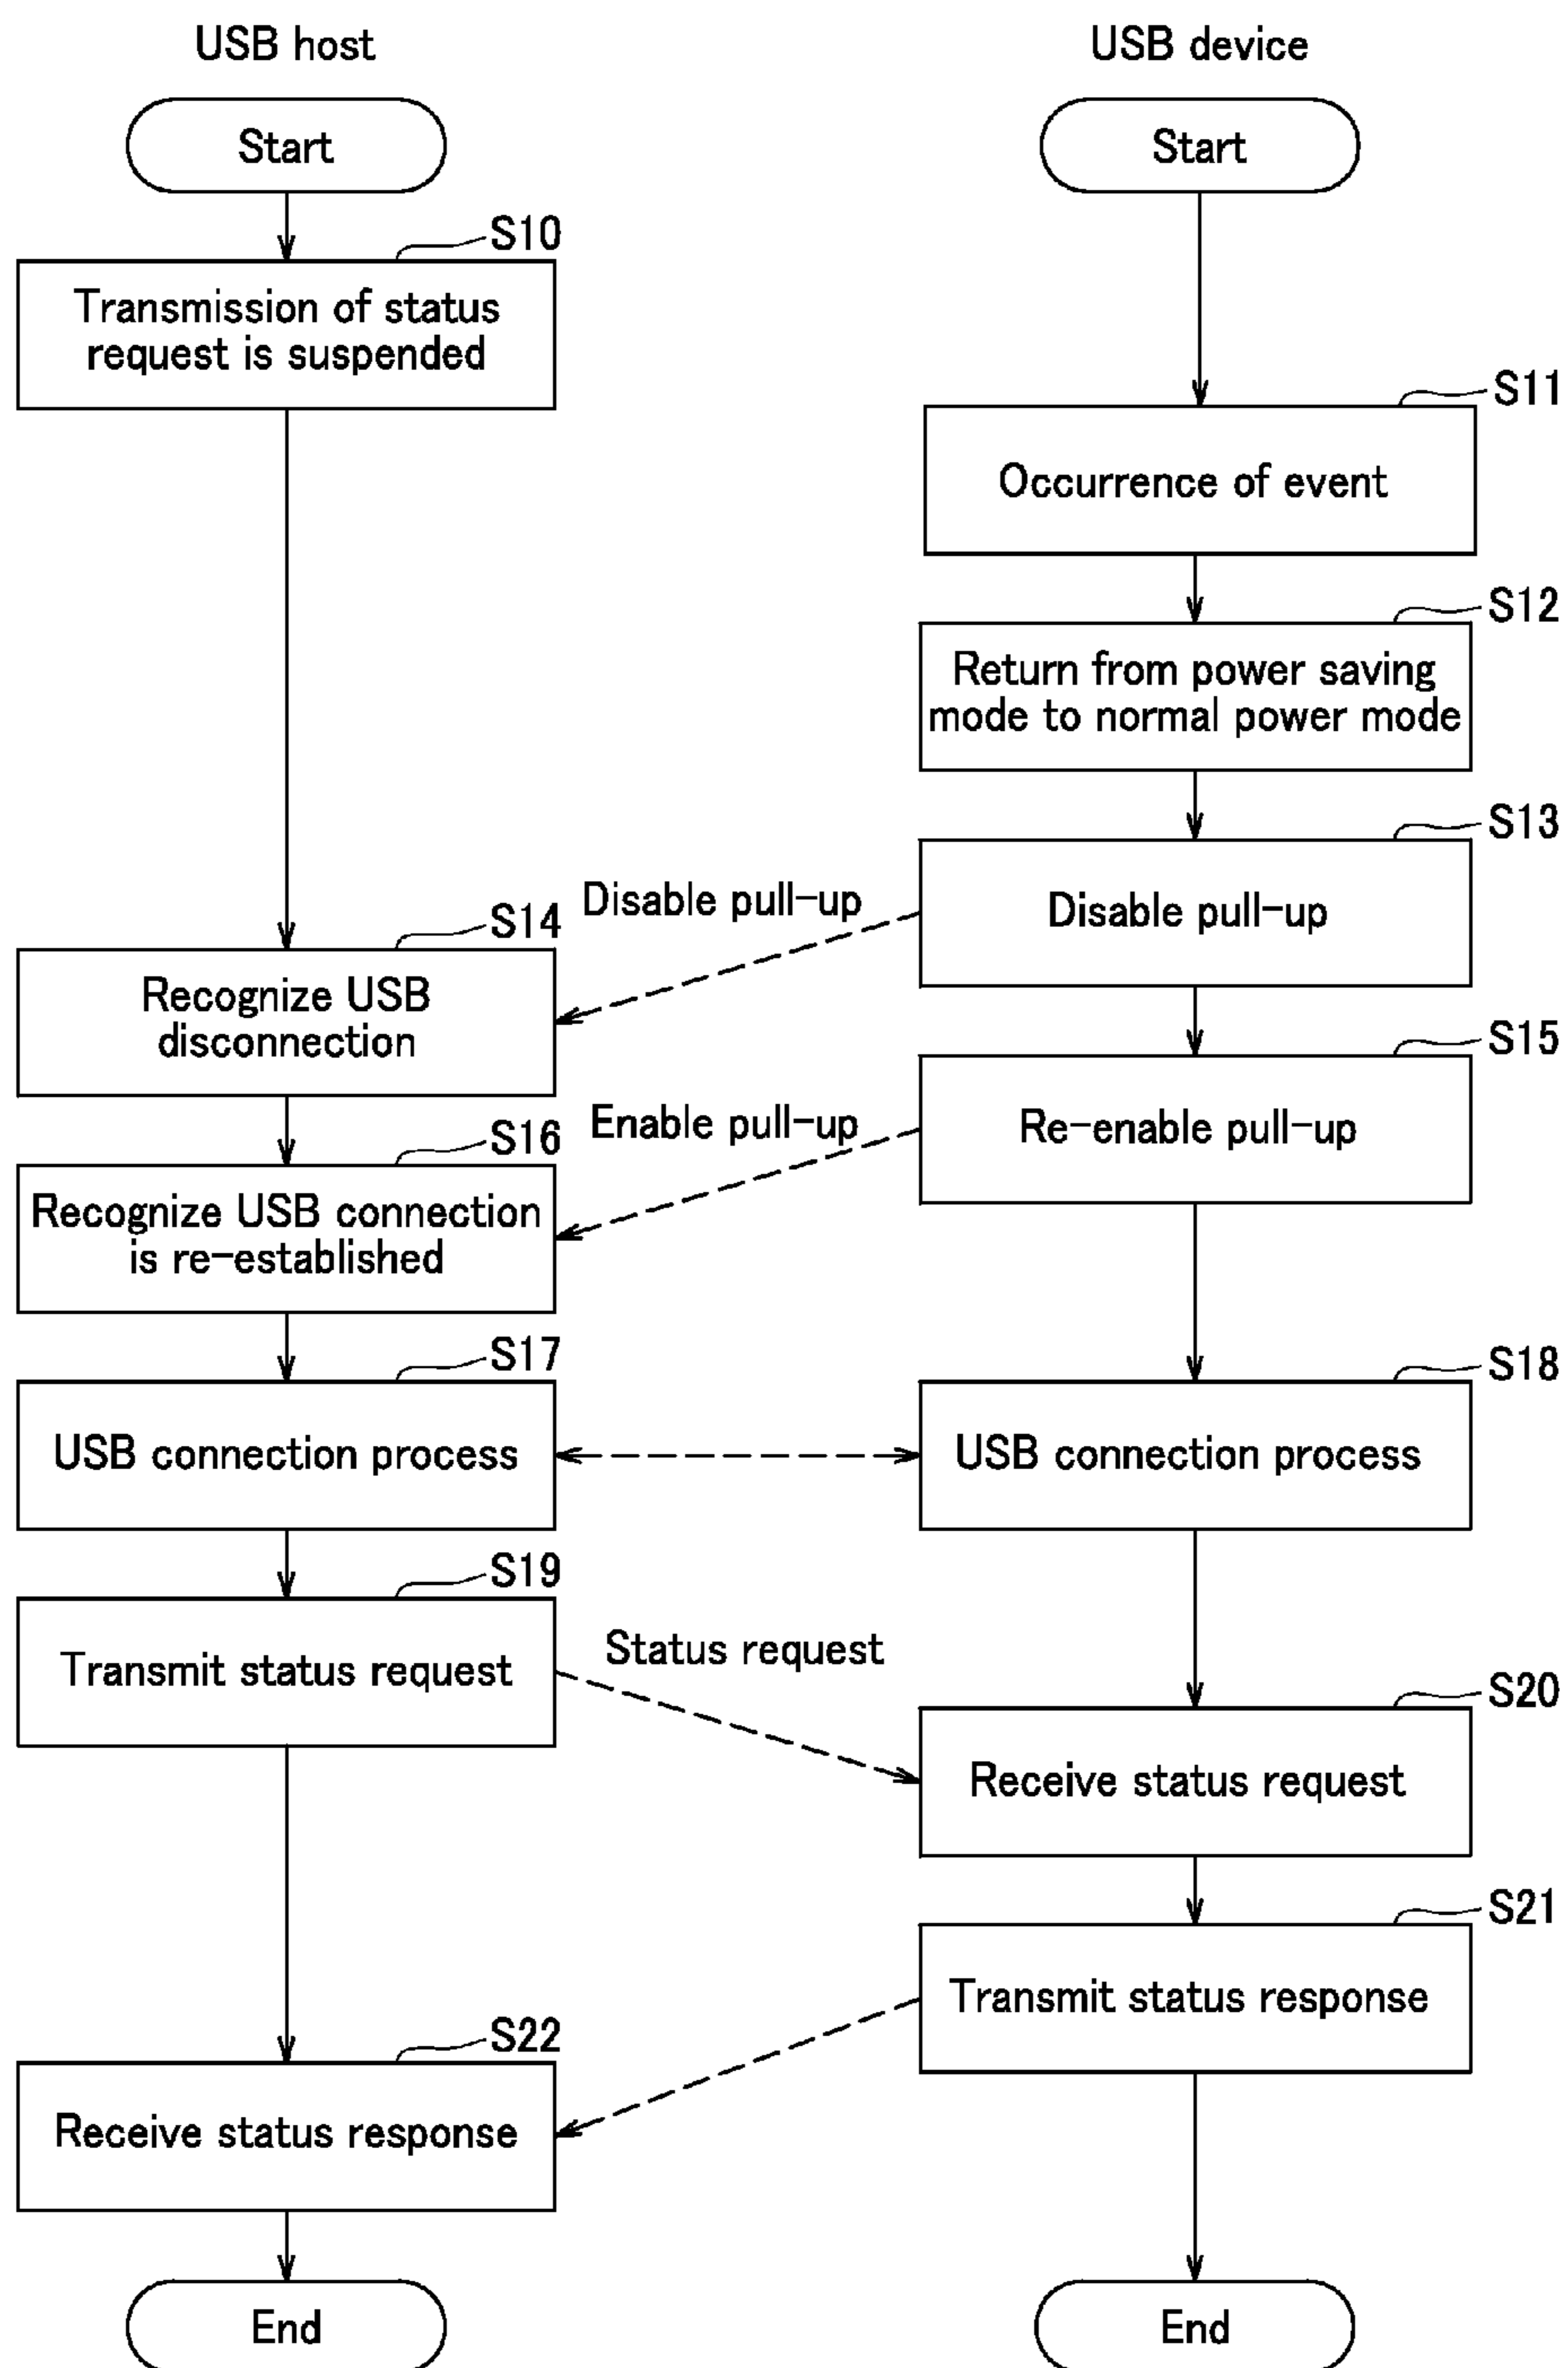 USB host
USB device
Start
Start
S10
Transmission of status
request is suspended
S11
Occurrence of event
S12
Return from power saving
mode to normal power mode
S13
Disable pull-up
Disable pull-up
S14
Recognize USB
disconnection
S15
Re-enable pull-up
Enable pull-up
S16
Recognize USB connection
is re-established
S17
USB connection process
S18
USB connection process
S19
Transmit status request
Status request
S20
Receive status request
S21
Transmit status response
S22
Receive status response
End
End